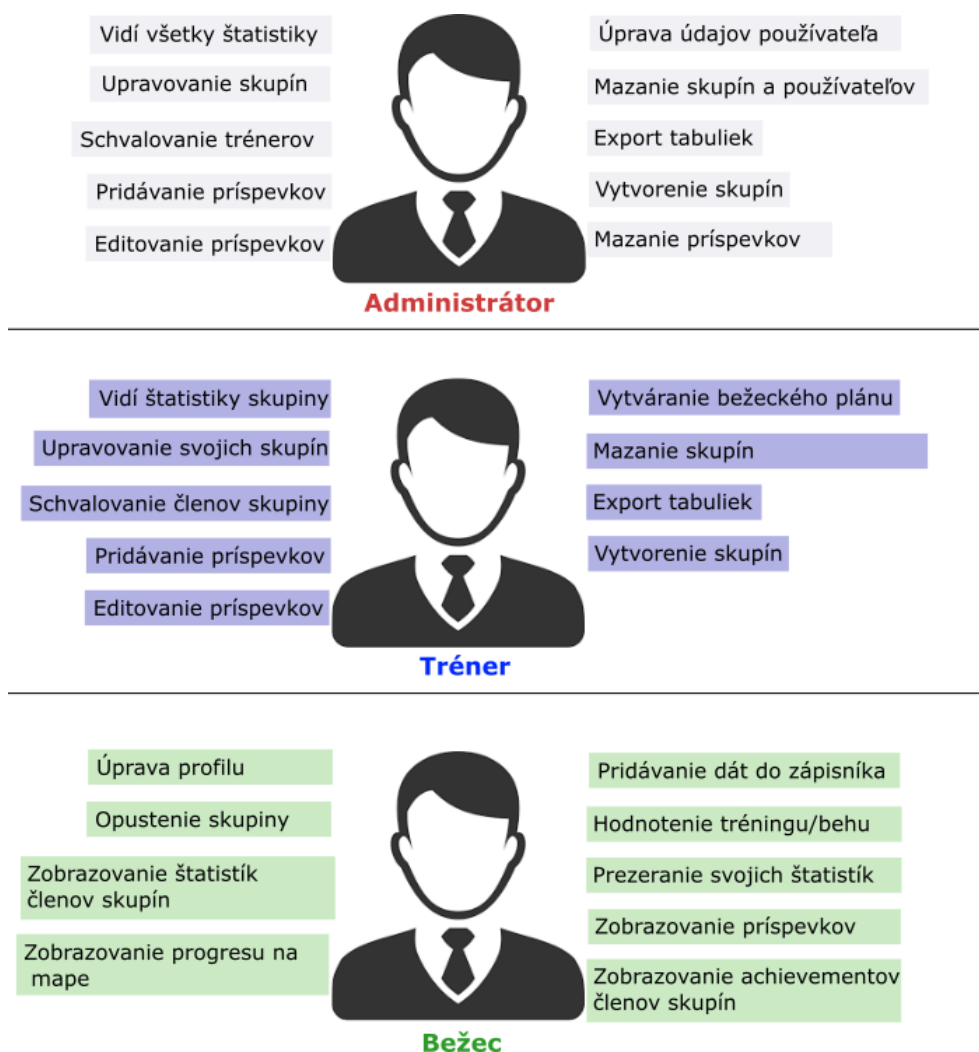 Vidí všetky štatistiky
Upravovanie skupín
Schvalovanie trénerov
Pridávanie príspevkov
Editovanie príspevkov
Úprava údajov používateľa
Mazanie skupín a používateľov
Export tabuliek
Vytvorenie skupín
Mazanie príspevkov
Administrátor
Vidí štatistiky skupiny
Upravovanie svojich skupín
Schvalovanie členov skupiny
Pridávanie príspevkov
Editovanie príspevkov
Vytváranie bežeckého plánu
Mazanie skupín
Export tabuliek
Vytvorenie skupín
Tréner
Úprava profilu
Opustenie skupiny
Zobrazovanie štatistík
členov skupín
Zobrazovanie progresu na
mape
Pridávanie dát do zápisníka
Hodnotenie tréningu/behu
Prezeranie svojich štatistík
Zobrazovanie príspevkov
Zobrazovanie achievementov
členov skupín
Bežec